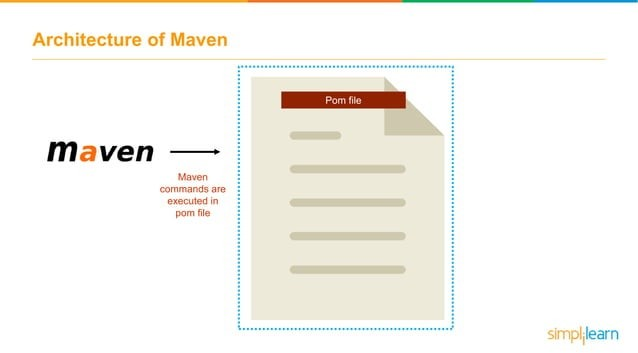 Architecture of Maven
Pom file
maven
Maven
commands are
executed in
pom file
simplilearn